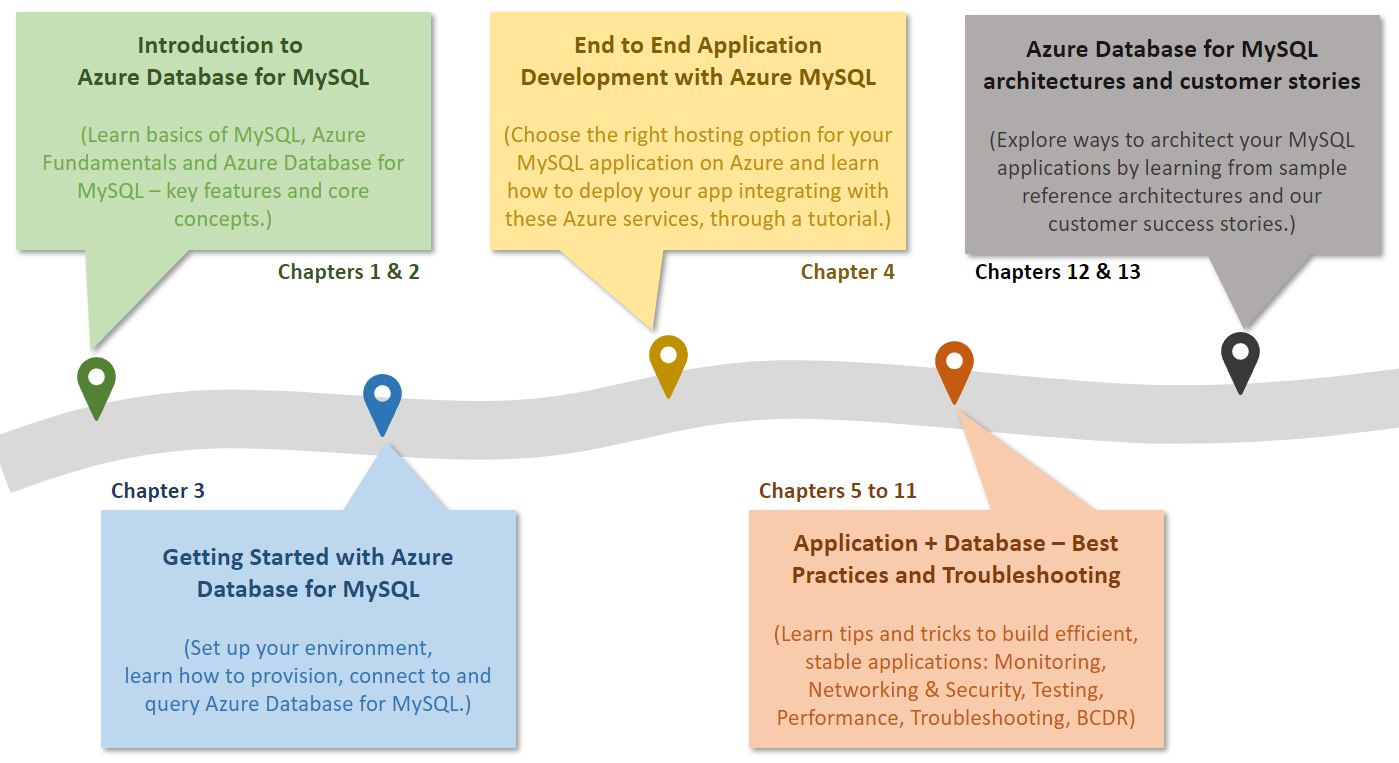 Introduction to
Azure Database for MySQL
(Learn basics of MySQL, Azure
Fundamentals and Azure Database for
MySQL – key features and core
concepts.)
Chapters 1 & 2
End to End Application
Development with Azure MySQL
(Choose the right hosting option for your
MySQL application on Azure and learn
how to deploy your app integrating with
these Azure services, through a tutorial.)
Chapter 4
Azure Database for MySQL
architectures and customer stories
(Explore ways to architect your MySQL
applications by learning from sample
reference architectures and our
customer success stories.)
Chapters 12 & 13
Chapter 3
Getting Started with Azure
Database for MySQL
(Set up your environment,
learn how to provision, connect to and
query Azure Database for MySQL.)
Chapters 5 to 11
Application + Database – Best
Practices and Troubleshooting
(Learn tips and tricks to build efficient,
stable applications: Monitoring,
Networking & Security, Testing,
Performance, Troubleshooting, BCDR)